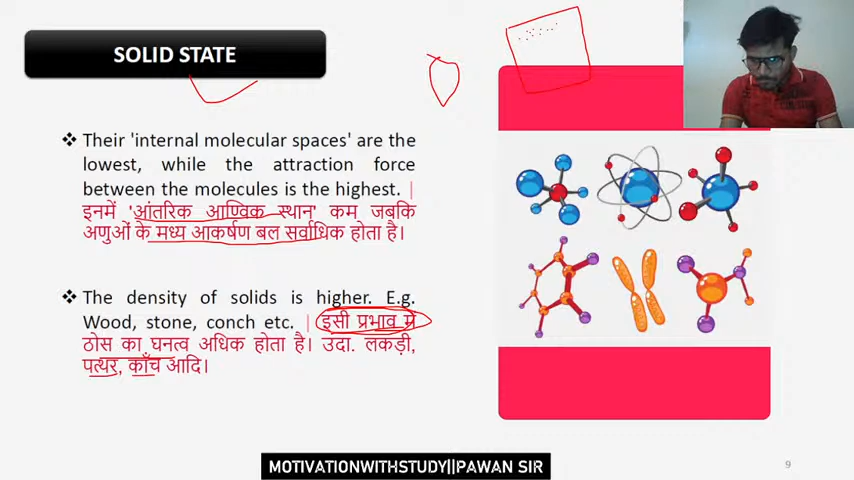 SOLID STATE
❖ Their 'internal molecular spaces' are the
lowest, while the attraction force
between the molecules is the highest. |
इनमें 'आंतरिक आण्विक स्थान' कम जबकि
अणुओं के मध्य आकर्षण बल सर्वाधिक होता है।
❖ The density of solids is higher. E.g.
Wood, stone, conch etc. | इसी प्रभाव मे
ठोस का घनत्व अधिक होता है। उदा. लकड़ी,
पत्थर, काँच आदि।
MOTIVATIONWITHSTUDY||PAWAN SIR
9